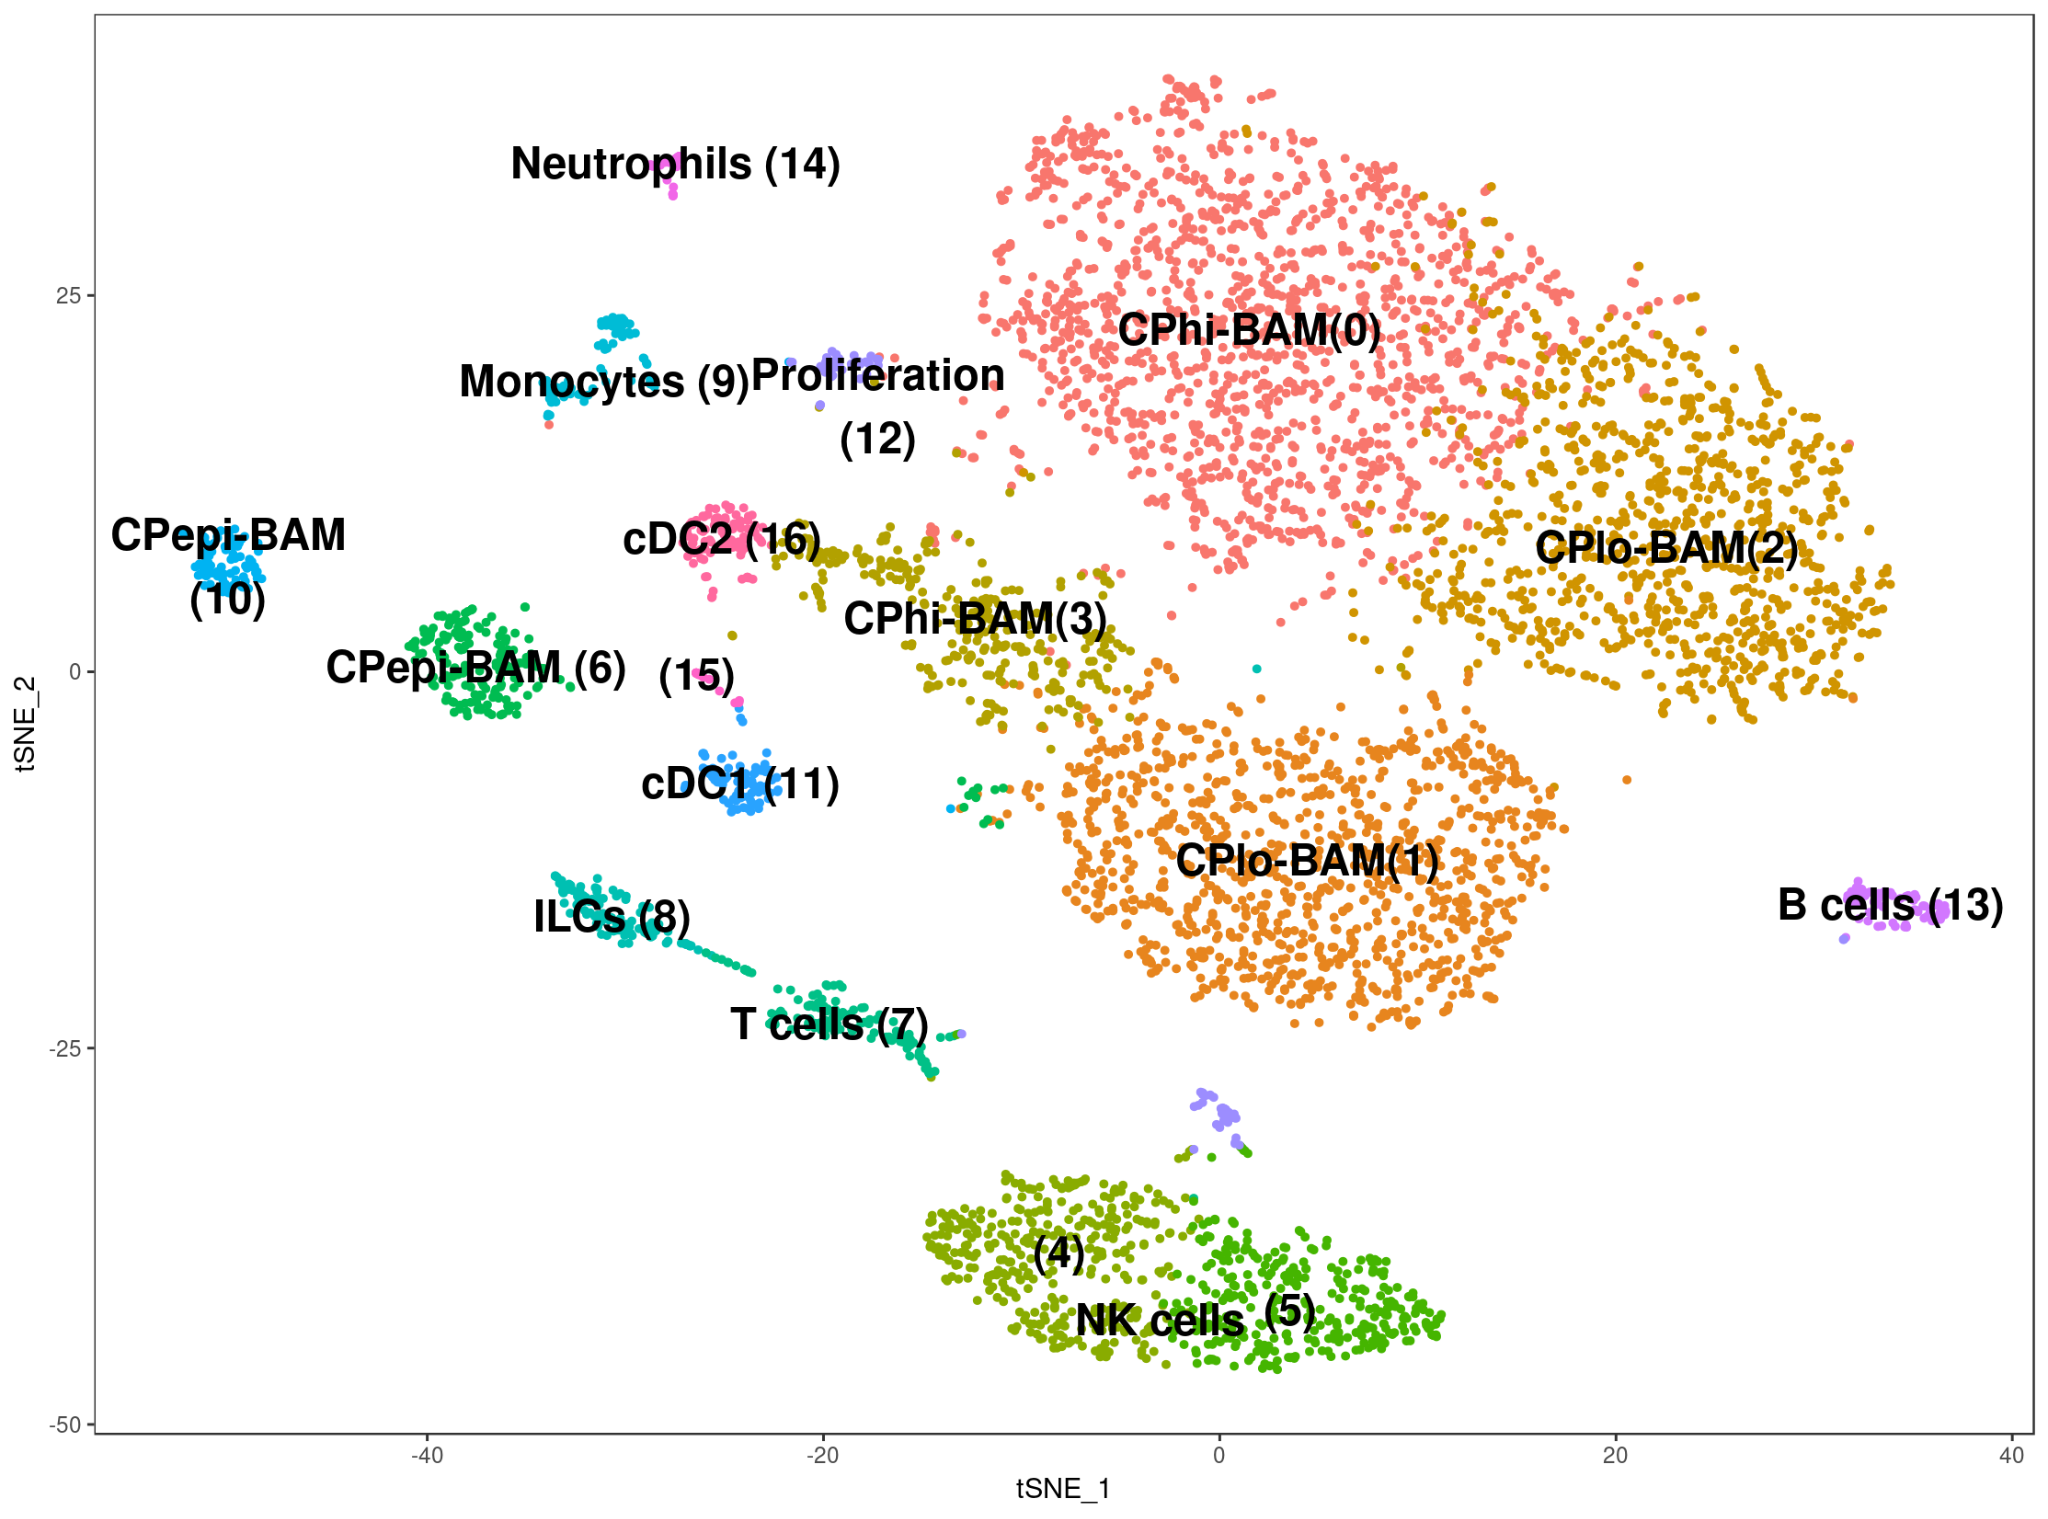 Neutrophils (14)
CPhi-BAM(0)
Monocytes (9)
Proliferation
(12)
CPepi-BAM
(10)
cDC2 (16)
CPlo-BAM(2)
CPhi-BAM(3)
CPepi-BAM (6)
(15)
cDC1 (11)
CPlo-BAM(1)
ILCs (8)
B cells (13)
T cells (7)
(4)
NK cells
(5)
25
0
-25
-50
tSNE_2
-40
-20
0
20
40
tSNE_1